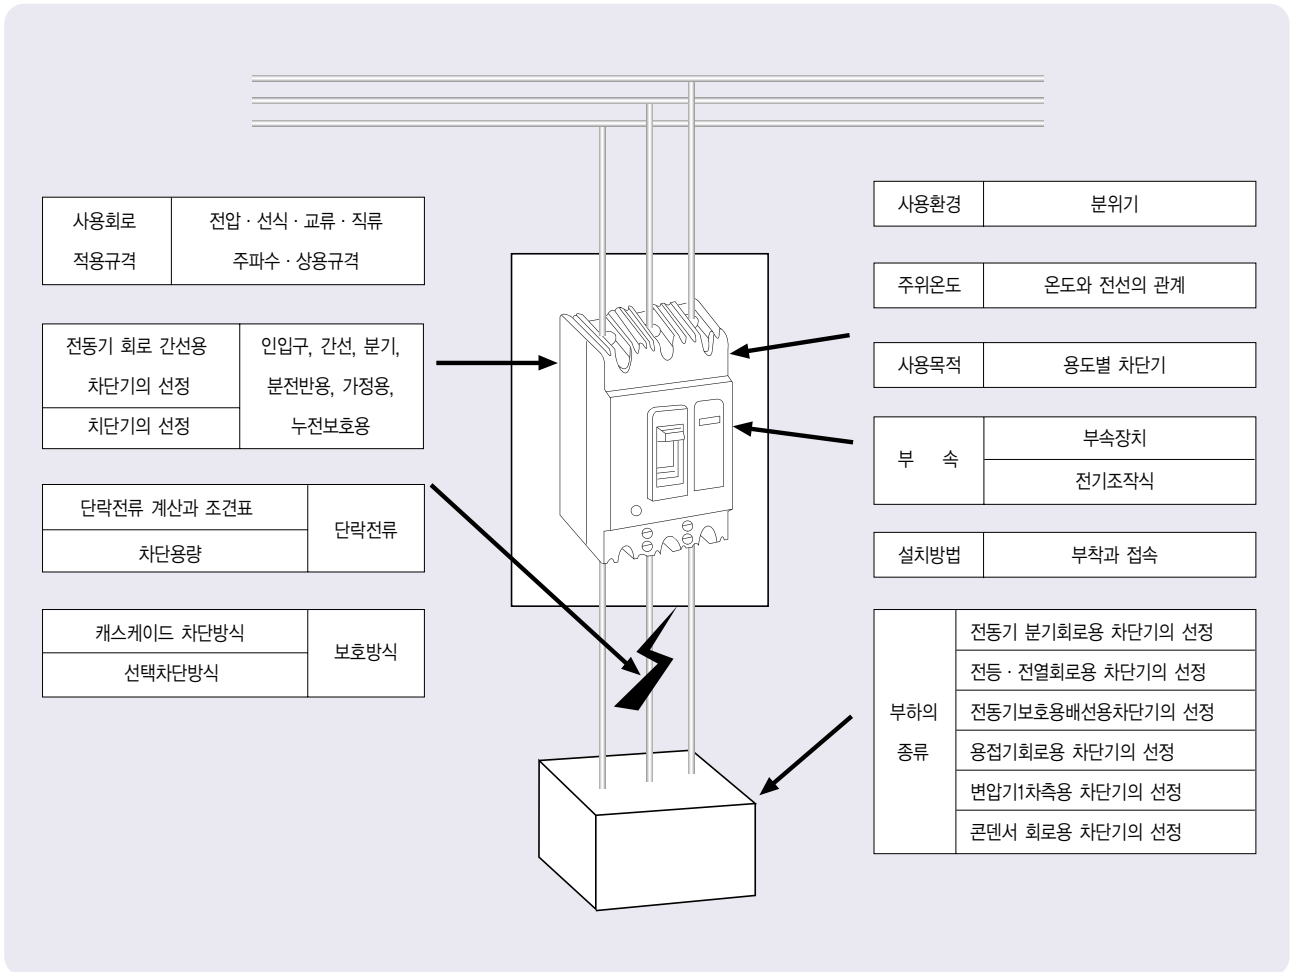 사용회로
적용규격
전압 · 선식 · 교류 · 직류
주파수 · 상용규격
전동기 회로 간선용
차단기의 선정
치단기의 선정
인입구, 간선, 분기,
분전반용, 가정용,
누전보호용
단락전류 계산과 조견표
차단용량
단락전류
캐스케이드 차단방식
선택차단방식
보호방식
사용환경 분위기
주위온도 온도와 전선의 관계
사용목적 용도별 차단기
부 속
부속장치
전기조작식
설치방법 부착과 접속
부하의
종류
전동기 분기회로용 차단기의 선정
전등 · 전열회로용 차단기의 선정
전동기보호용배선용차단기의 선정
용접기회로용 차단기의 선정
변압기1차측용 차단기의 선정
콘덴서 회로용 차단기의 선정